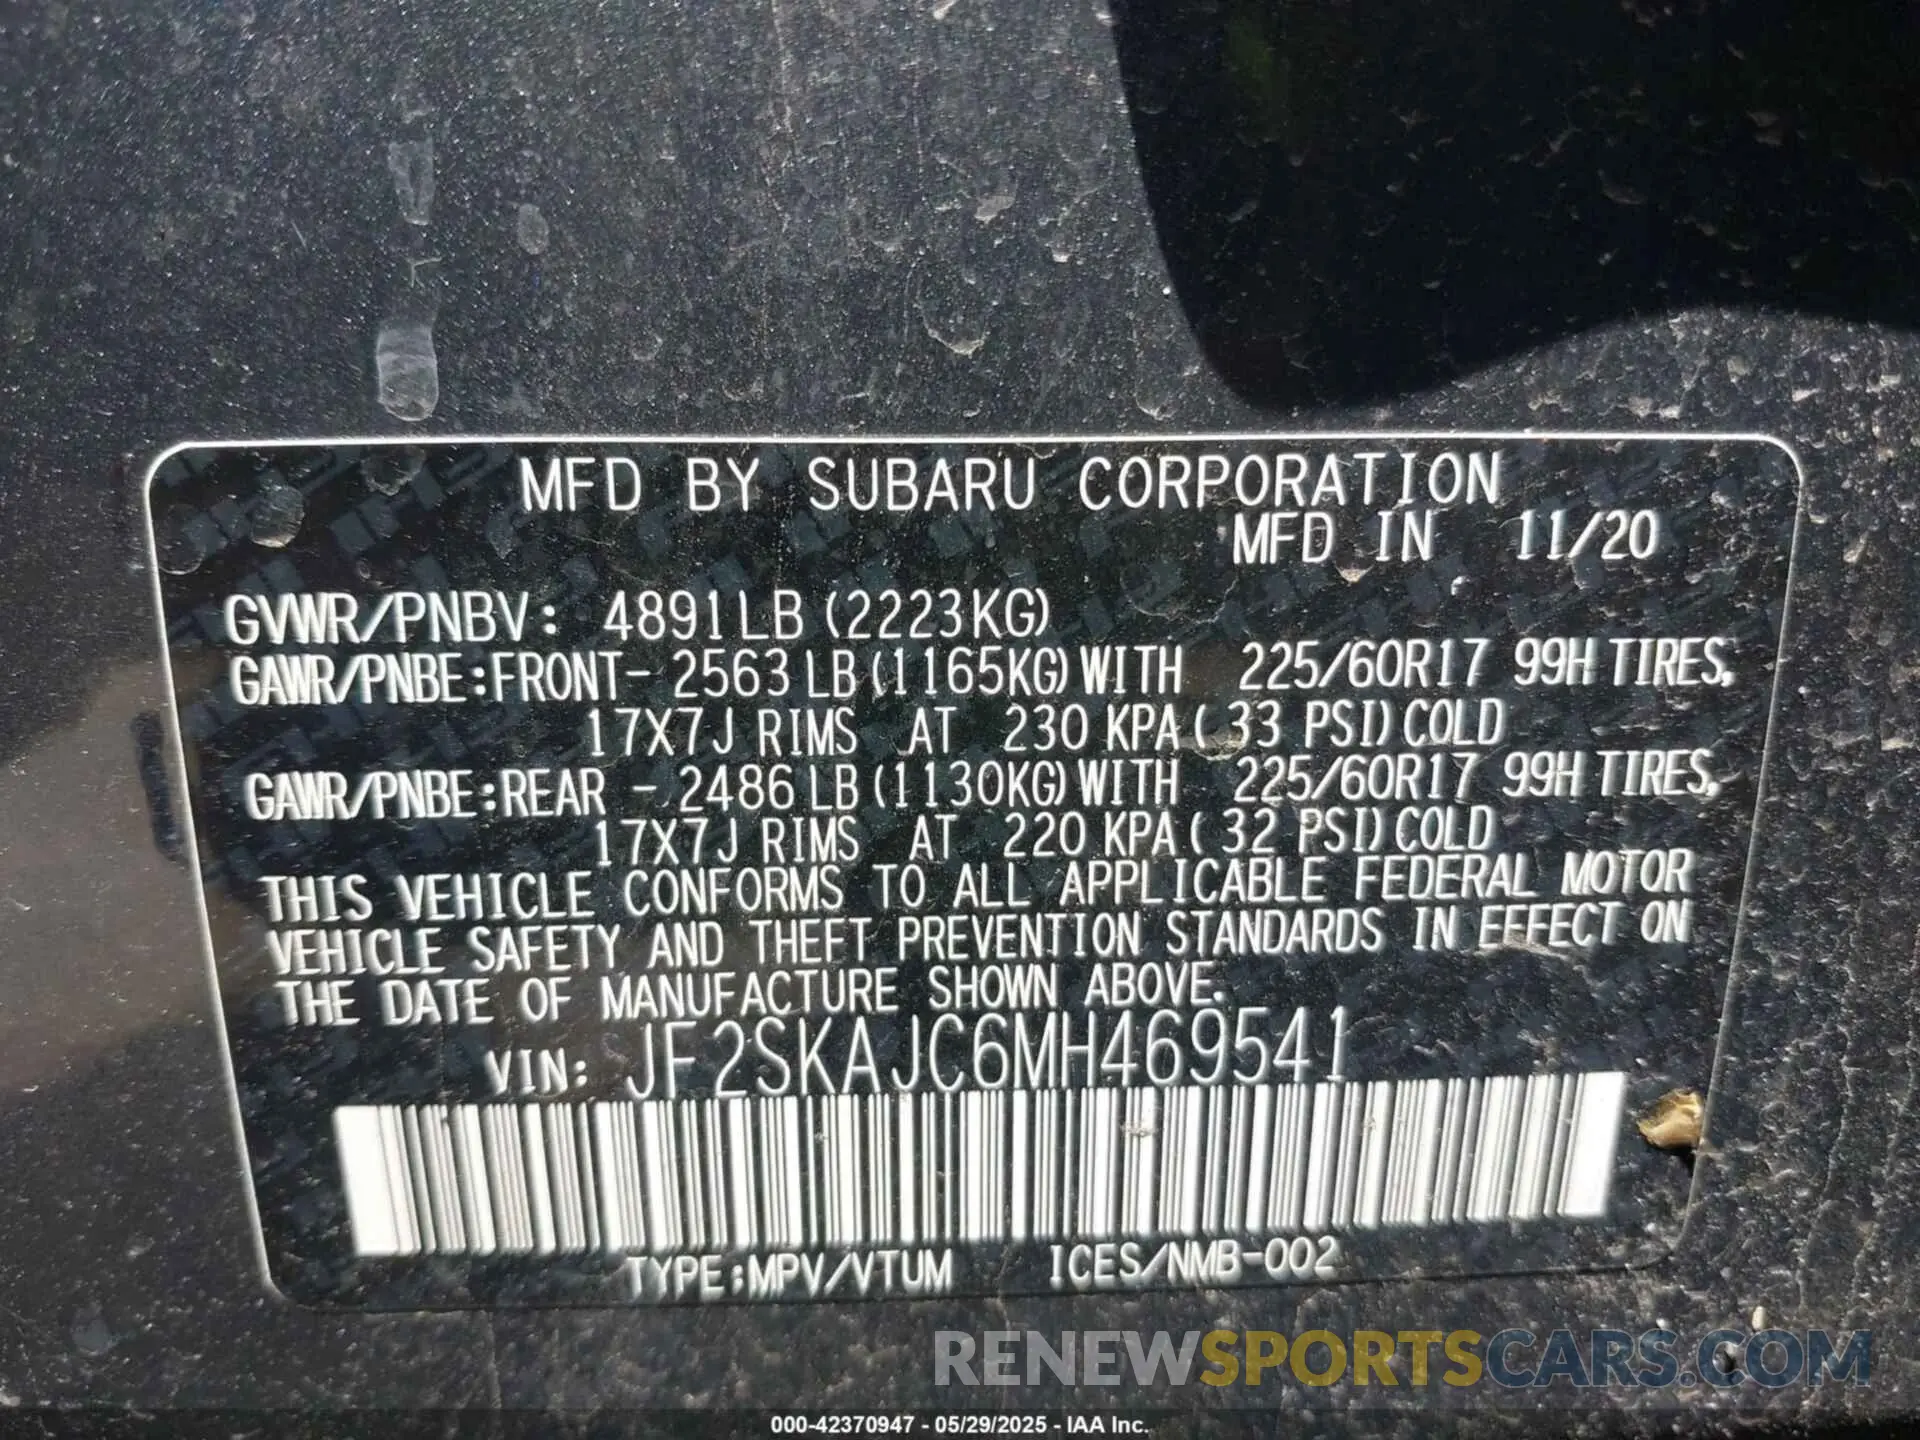 MFD BY SUBARU CORPORATION
MFD IN 11/20
GVWR/PNBV: 4891LB (2223KG)
GAWR/PNBE:FRONT- 2563 LB (1165KG) WITH 225/60R17 99H TIRES,
17X7J RIMS AT 230 KPA ( 33 PSI) COLD
GAWR/PNBE:REAR - 2486 LB (1130KG) WITH 225/60R17 99H TIRES,
17X7J RIMS AT 220 KPA ( 32 PSI) COLD
THIS VEHICLE CONFORMS TO ALL APPLICABLE FEDERAL MOTOR
VEHICLE SAFETY AND THEFT PREVENTION STANDARDS IN EFFECT ON
THE DATE OF MANUFACTURE SHOWN ABOVE.
VIN: JF2SKAJC6MH469541
TYPE:MPV/VTUM ICES/NMB-002
RENEWSPORTSCARS.COM
000-42370947 - 05/29/2025 - IAA Inc.